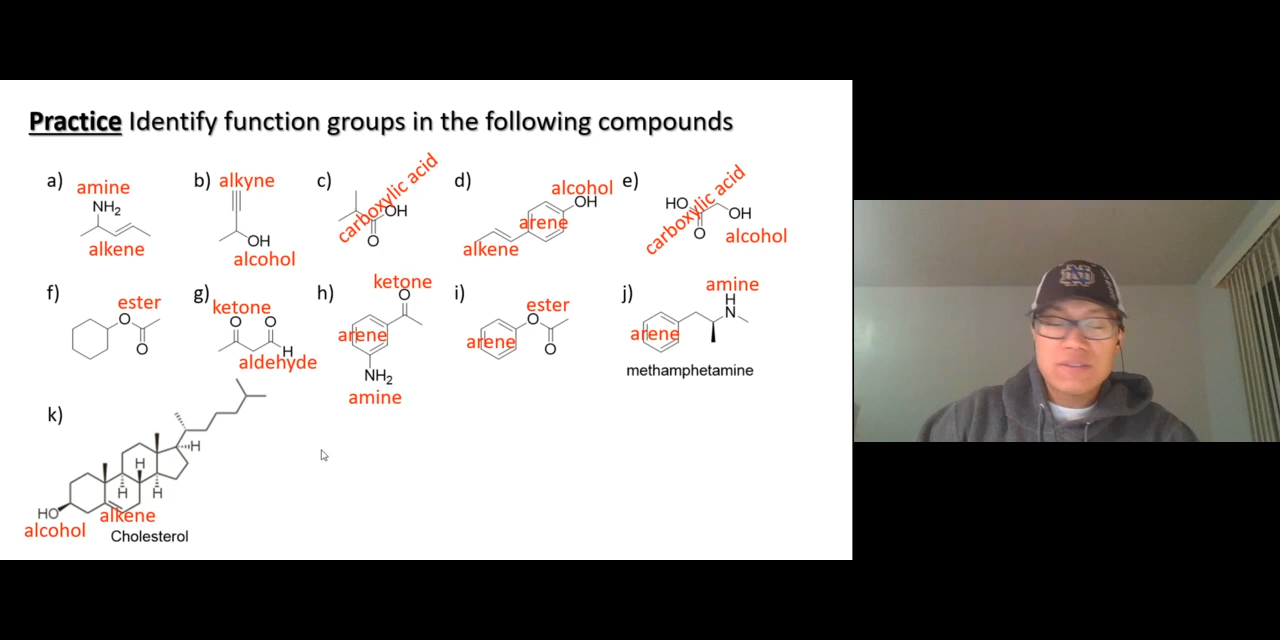 Practice Identify function groups in the following compounds
a) amine
NH2
alkene
b) alkyne
OH
alcohol
c) carboxylic acid
OH
O
d) alcohol
OH
arene
alkene
e) carboxylic acid
HO
OH
O
alcohol
f) ester
O
O
g) ketone
O O
H
aldehyde
h) ketone
O
arene
NH2
amine
i) ester
O
arene
O
j) amine
H
N
arene
methamphetamine
k)
H
H
H H
HO
alkene
alcohol
Cholesterol